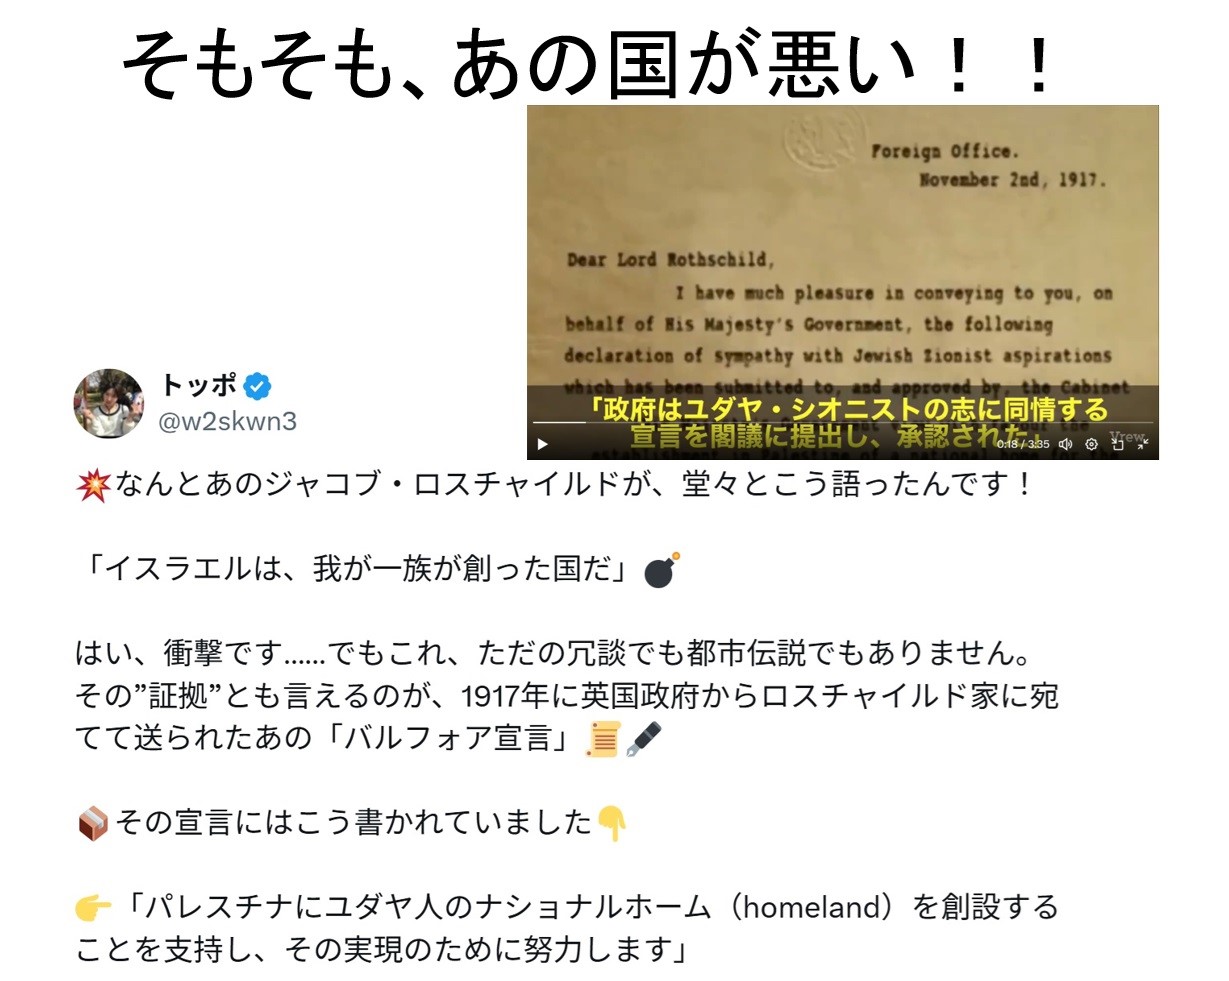 そもそも、あの国が悪い！！
Foreign Office.
November 2nd, 1917.
Dear Lord Rothschild,
I have much pleasure in conveying to you, on
behalf of His Majesty's Government, the following
declaration of sympathy with Jewish Zionist aspirations
which has been submitted to, and approved by, the Cabinet
「政府はユダヤ・シオニストの志に同情する
宣言を閣議に提出し、承認された」
establishment in Palestine of a national home for the
Vrew
0:18 / 3:35
トッポ
@w2skwn3
💥なんとあのジャコブ・ロスチャイルドが、堂々とこう語ったんです！
「イスラエルは、我が一族が創った国だ」💣
はい、衝撃です……でもこれ、ただの冗談でも都市伝説でもありません。
その”証拠”とも言えるのが、1917年に英国政府からロスチャイルド家に宛
てて送られたあの「バルフォア宣言」📜🖋️
📦その宣言にはこう書かれていました👇
👉「パレスチナにユダヤ人のナショナルホーム（homeland）を創設する
ことを支持し、その実現のために努力します」